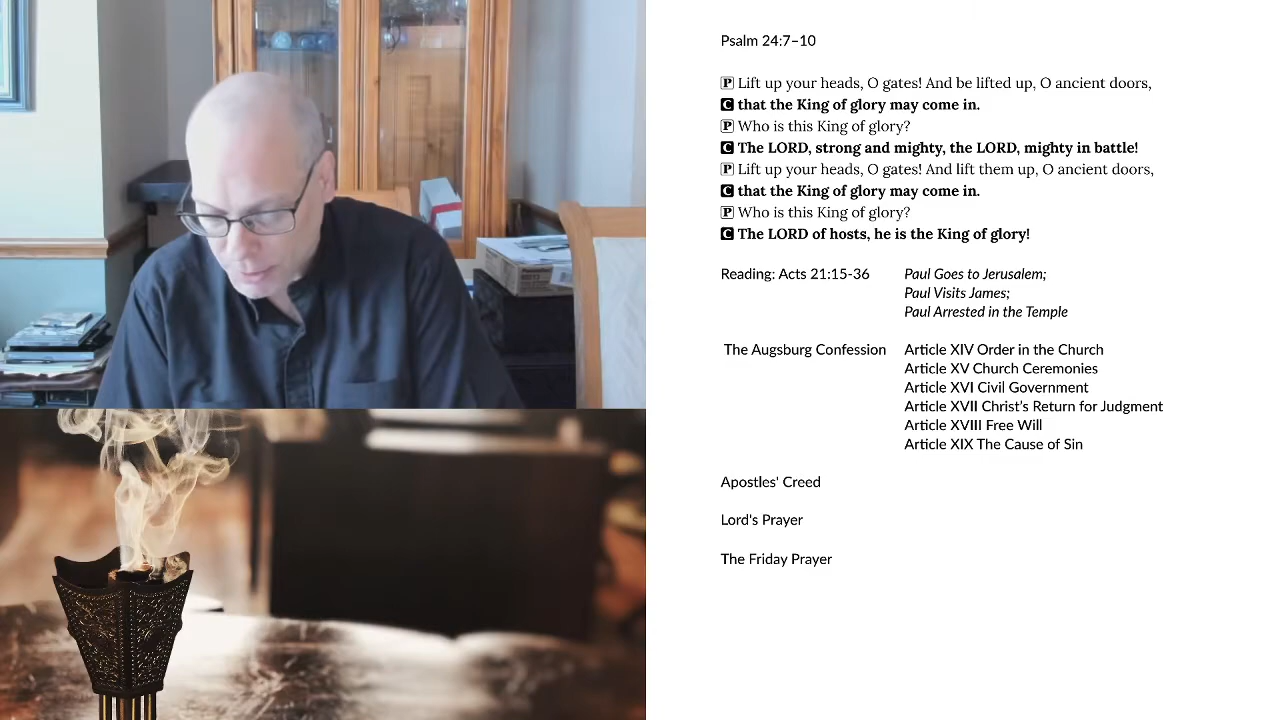 Psalm 24:7–10
P Lift up your heads, O gates! And be lifted up, O ancient doors,
C that the King of glory may come in.
P Who is this King of glory?
C The LORD, strong and mighty, the LORD, mighty in battle!
P Lift up your heads, O gates! And lift them up, O ancient doors,
C that the King of glory may come in.
P Who is this King of glory?
C The LORD of hosts, he is the King of glory!
Reading: Acts 21:15-36 Paul Goes to Jerusalem;
Paul Visits James;
Paul Arrested in the Temple
The Augsburg Confession Article XIV Order in the Church
Article XV Church Ceremonies
Article XVI Civil Government
Article XVII Christ's Return for Judgment
Article XVIII Free Will
Article XIX The Cause of Sin
Apostles' Creed
Lord's Prayer
The Friday Prayer